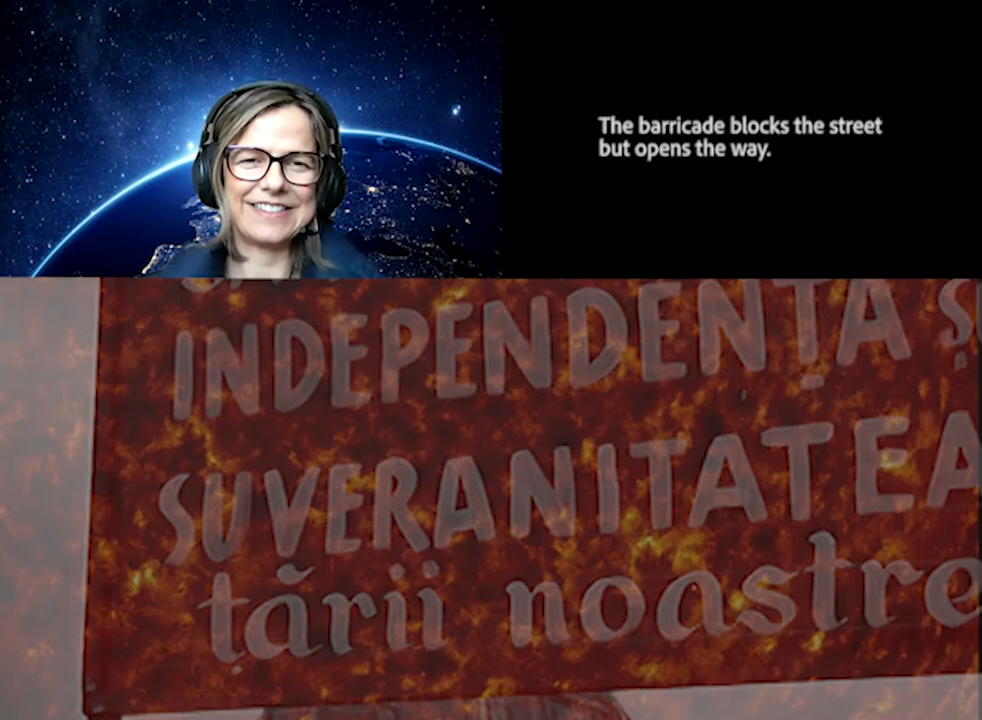 The barricade blocks the street
but opens the way.
INDEPENDENȚA Ș
SUVERANITATEA
țării noastre